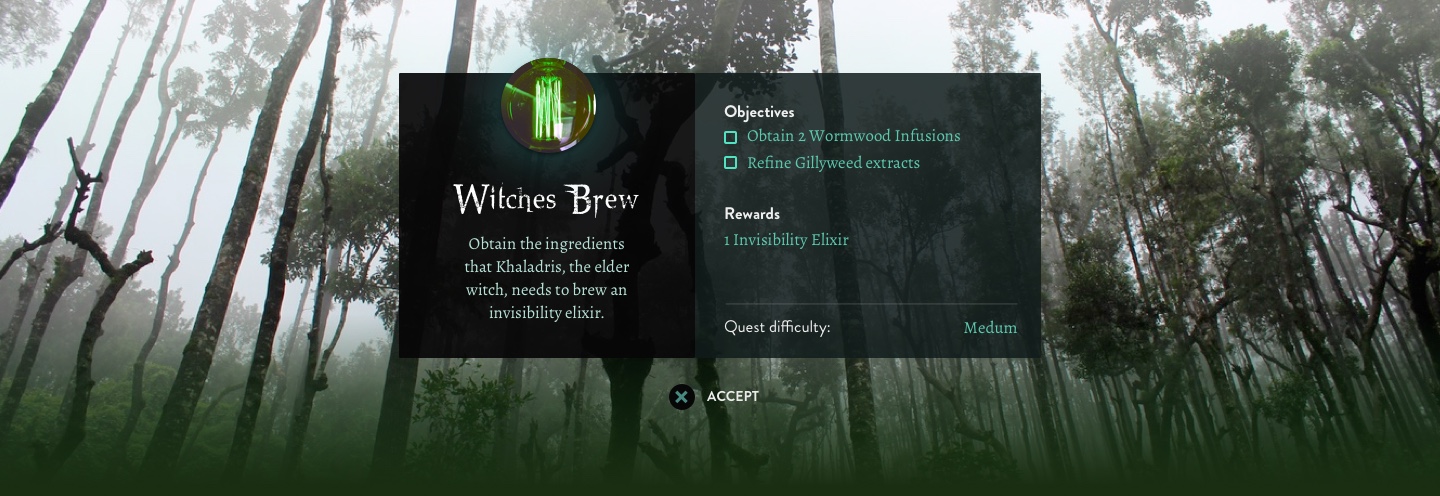 Witches Brew
Obtain the ingredients
that Khaladris, the elder
witch, needs to brew an
invisibility elixir.
Objectives
Obtain 2 Wormwood Infusions
Refine Gillyweed extracts
Rewards
1 Invisibility Elixir
Quest difficulty:
Medum
ACCEPT